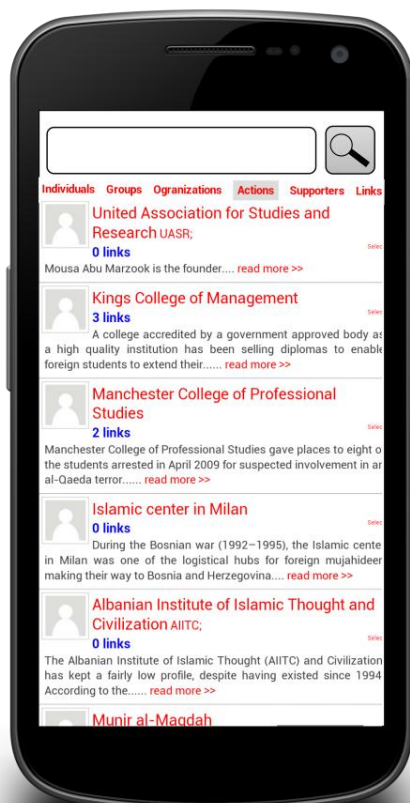 Individuals Groups Ogranizations Actions Supporters Links
United Association for Studies and
Research UASR;
0 links
Selec
Mousa Abu Marzook is the founder.... read more >>
Kings College of Management
3 links
Selec
A college accredited by a government approved body as
a high quality institution has been selling diplomas to enable
foreign students to extend their...... read more >>
Manchester College of Professional
Studies
2 links
Selec
Manchester College of Professional Studies gave places to eight o
the students arrested in April 2009 for suspected involvement in an
al-Qaeda terror...... read more >>
Islamic center in Milan
0 links
Selec
During the Bosnian war (1992–1995), the Islamic cente
in Milan was one of the logistical hubs for foreign mujahideen
making their way to Bosnia and Herzegovina.... read more >>
Albanian Institute of Islamic Thought and
Civilization AIITC;
0 links
Selec
The Albanian Institute of Islamic Thought (AIITC) and Civilization
has kept a fairly low profile, despite having existed since 1994
According to the...... read more >>
Munir al-Maqdah